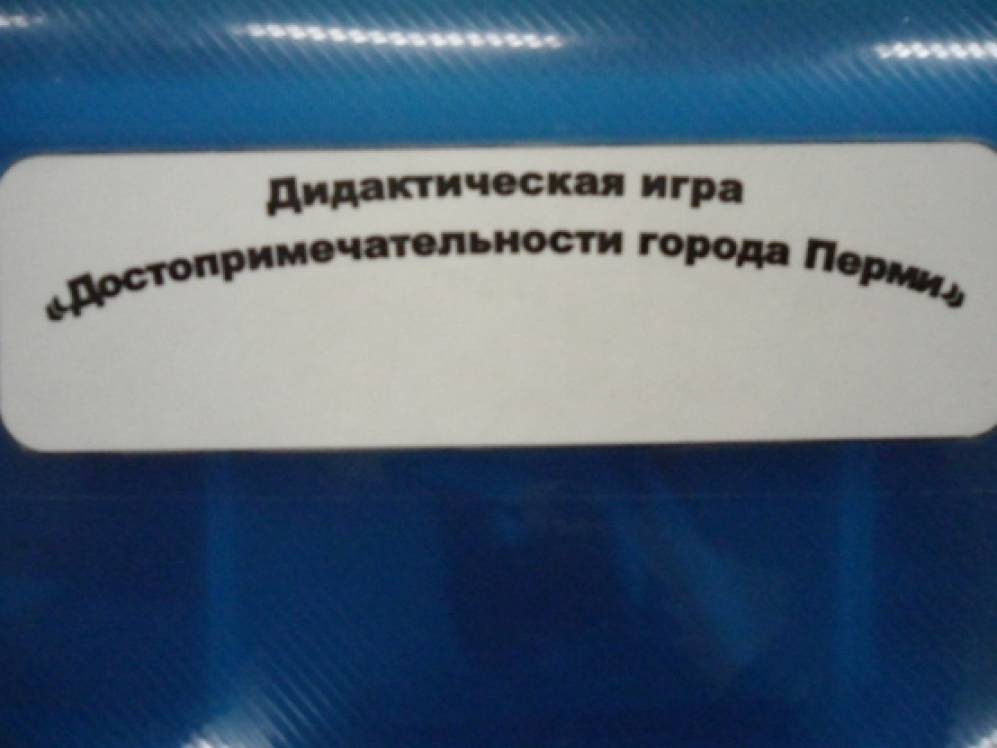 Дидактическая игра
«Достопримечательности города Перми»